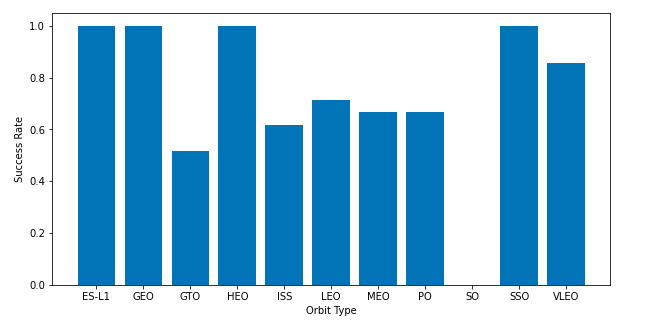 1.0
0.8
0.6
0.4
0.2
0.0
Success Rate
ES-L1 GEO GTO HEO ISS LEO MEO PO SO SSO VLEO
Orbit Type